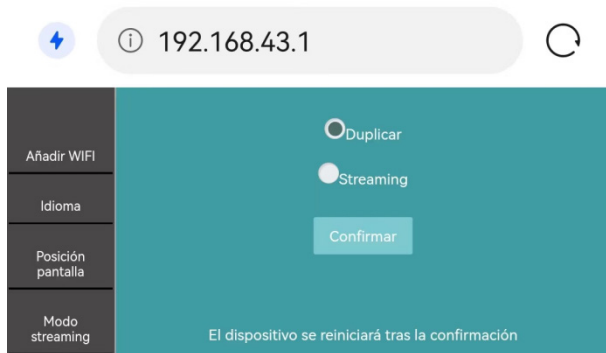 192.168.43.1
Añadir WIFI
Idioma
Posición
pantalla
Modo
streaming
Duplicar
Streaming
Confirmar
El dispositivo se reiniciará tras la confirmación